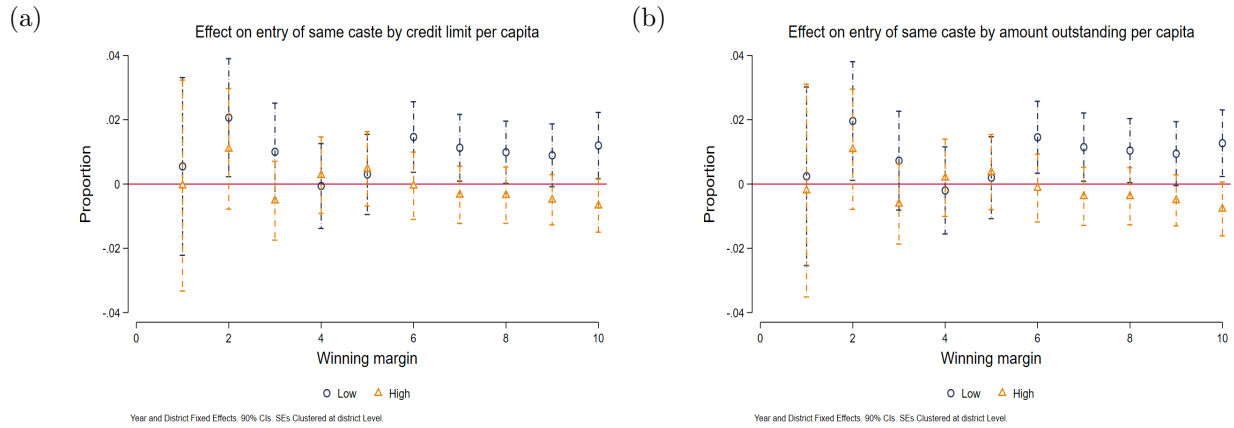 (a)
Effect on entry of same caste by credit limit per capita
Proportion
.04
.02
0
-.02
-.04
0 2 4 6 8 10
Winning margin
Low High
Year and District Fixed Effects. 90% CIs. SEs Clustered at district Level.
(b)
Effect on entry of same caste by amount outstanding per capita
Proportion
.04
.02
0
-.02
-.04
0 2 4 6 8 10
Winning margin
Low High
Year and District Fixed Effects. 90% CIs. SEs Clustered at district Level.